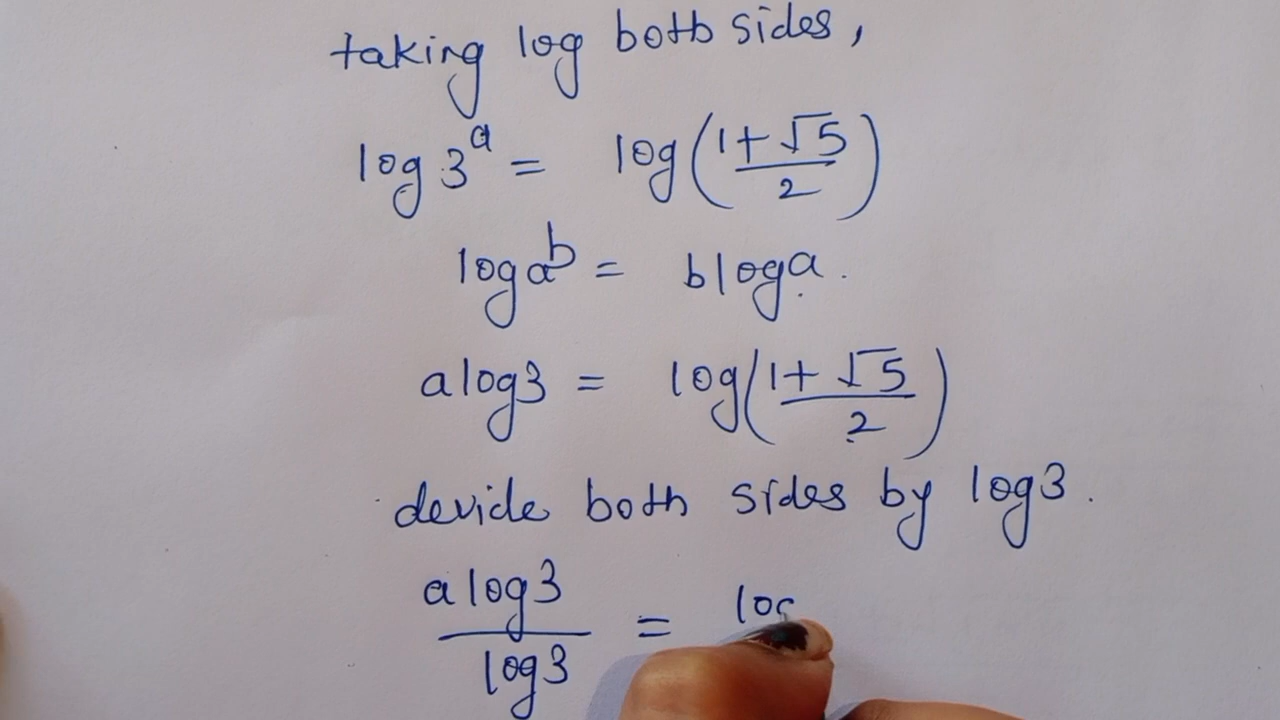 taking log both sides,
log 3^a = log(1+√5/2)
log a^b = b log a.
a log3 = log(1+√5/2)
devide both sides by log3.
a log3/log3 = log